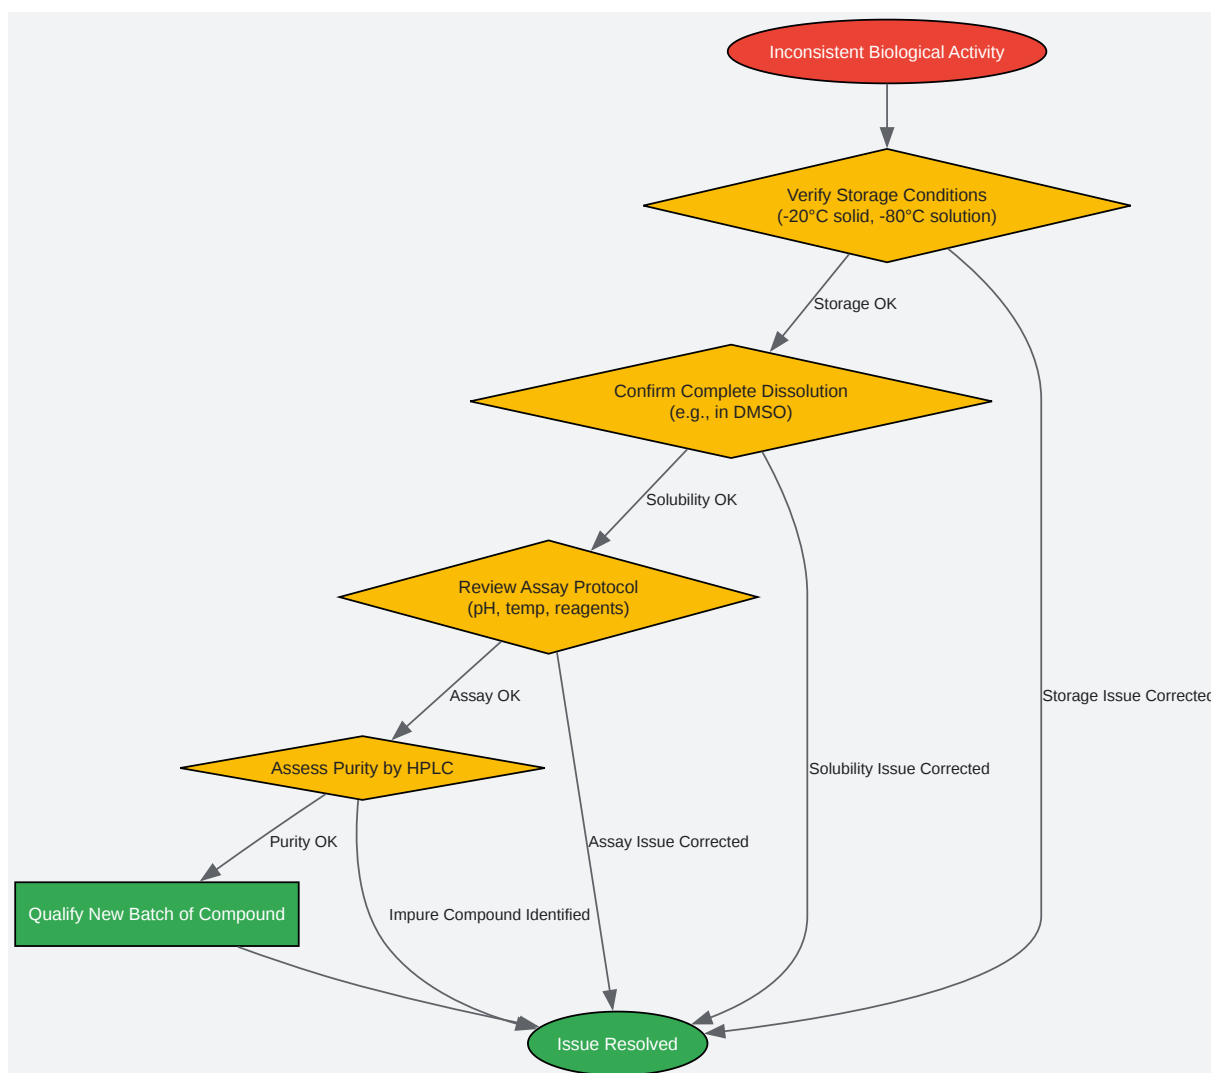 Inconsistent Biological Activity
Verify Storage Conditions
(-20°C solid, -80°C solution)
Storage OK
Confirm Complete Dissolution
(e.g., in DMSO)
Solubility OK
Review Assay Protocol
(pH, temp, reagents)
Assay OK
Storage Issue Corrected
Assess Purity by HPLC
Solubility Issue Corrected
Purity OK
Assay Issue Corrected
Qualify New Batch of Compound
Impure Compound Identified
Issue Resolved